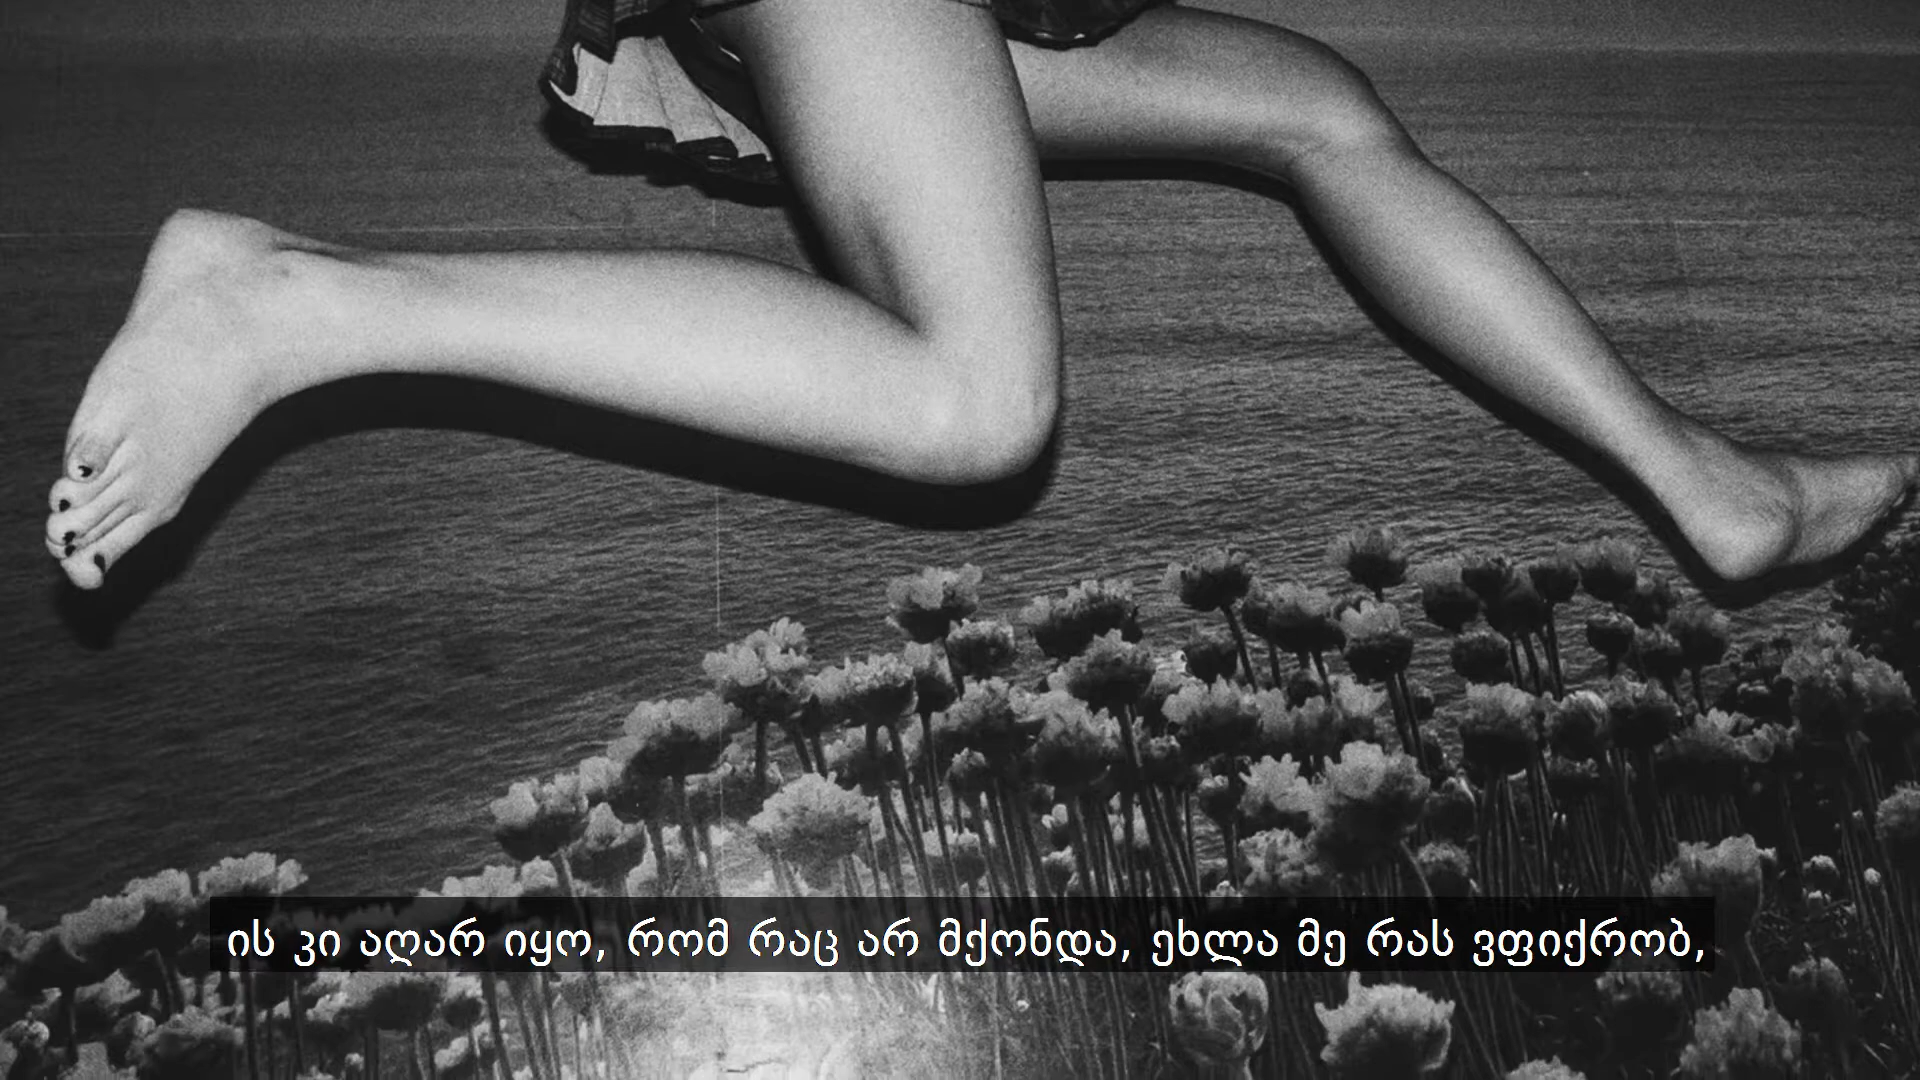 ის კი აღარ იყო, რომ რაც არ მქონდა, ეხლა მე რას ვფიქრობ,